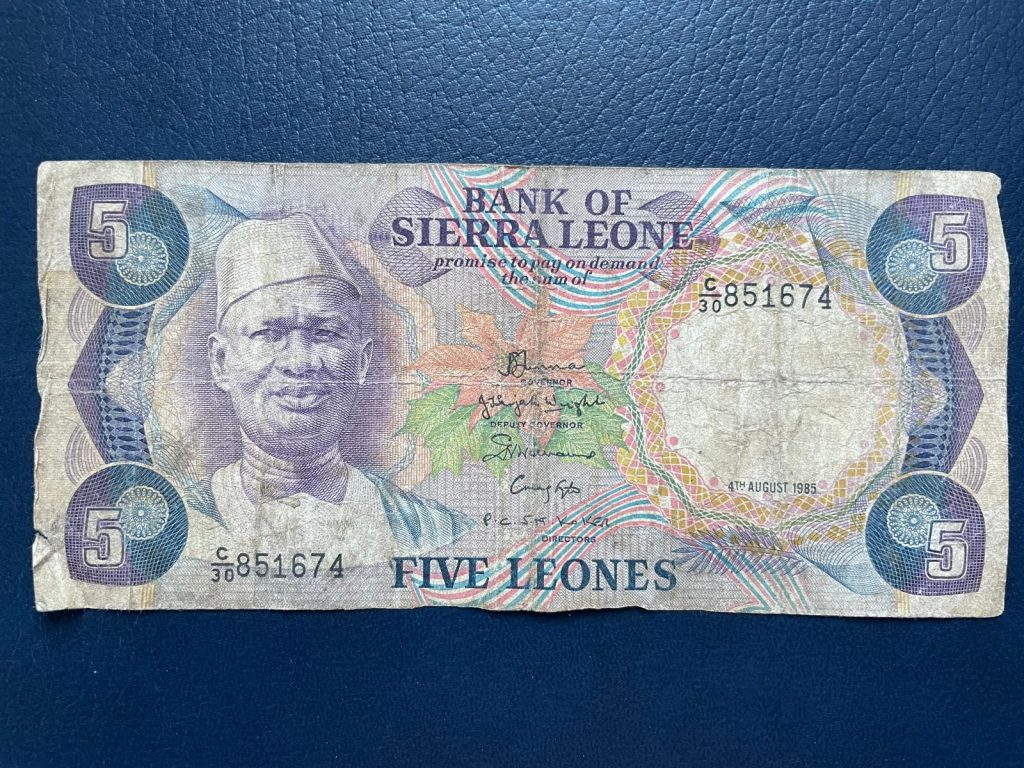 5
BANK OF
SIERRA LEONE
promise to pay on demand
the sum of
5
C/30 851674
GOVERNOR
DEPUTY GOVERNOR
4TH AUGUST 1985
P. C. S H KOKER
DIRECTORS
5
C/30 851674
FIVE LEONES
5